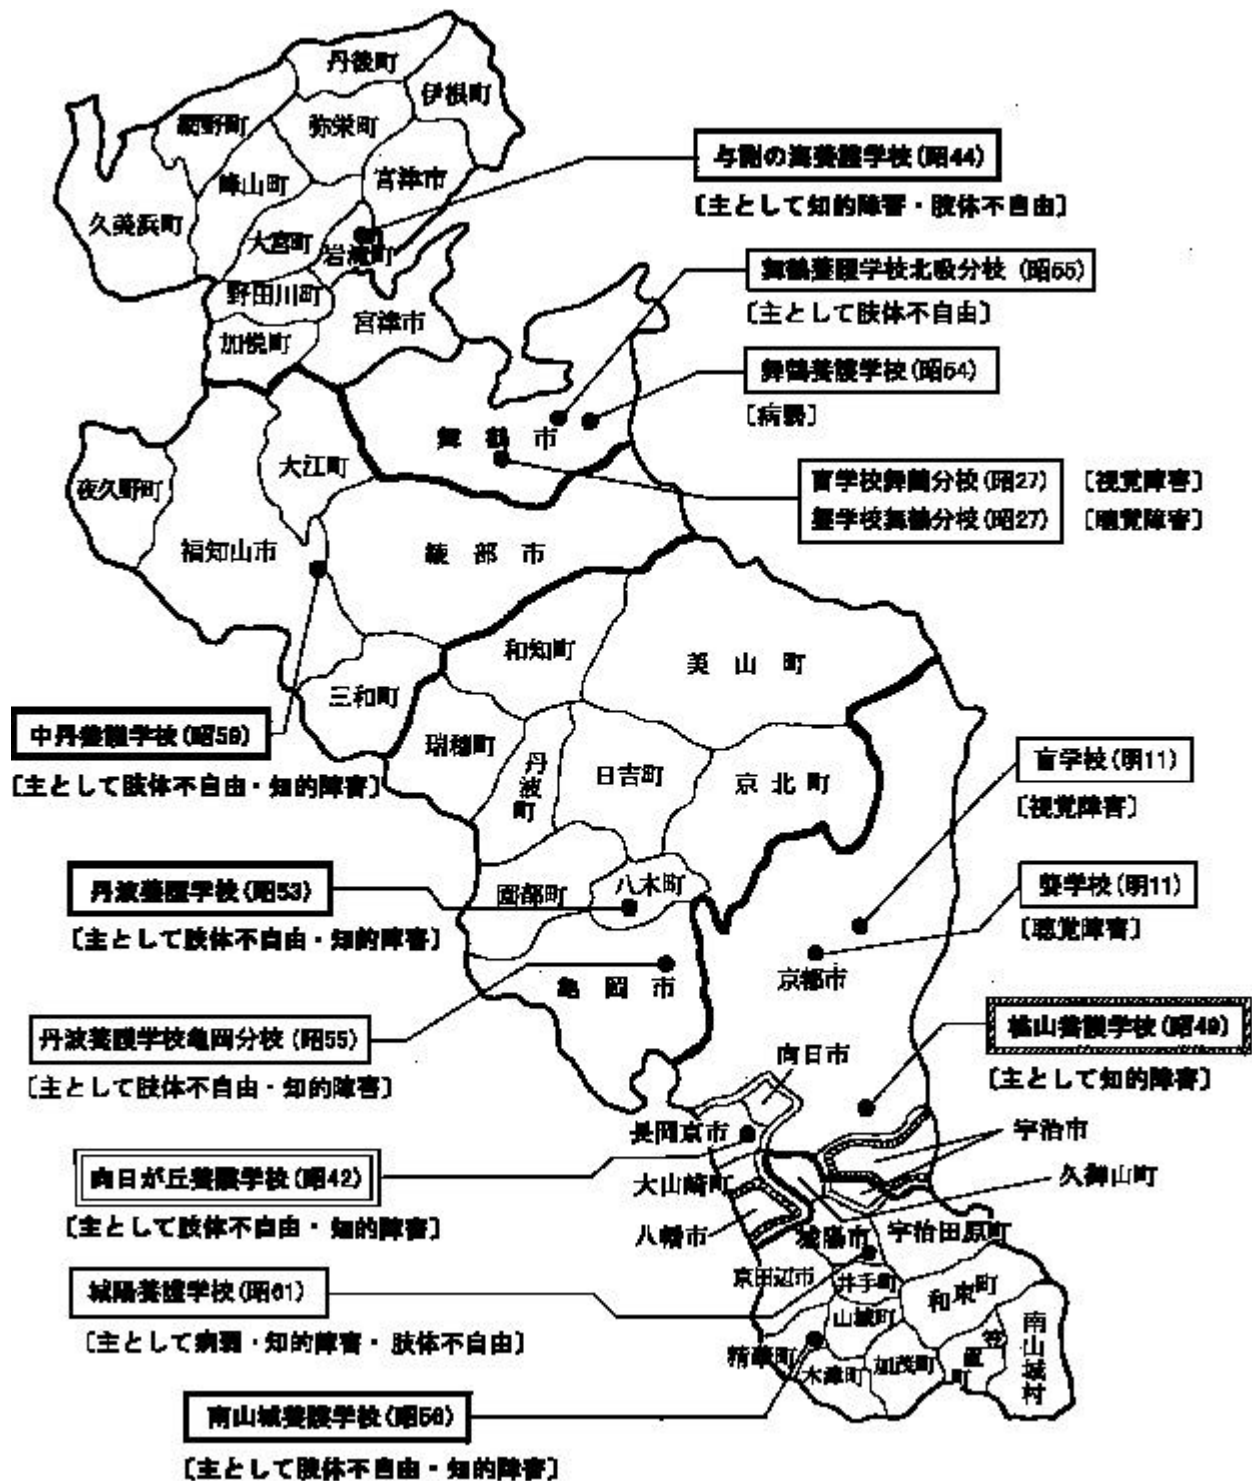 丹後町
伊根町
網野町
弥栄町
峰山町
宮津市
久美浜町
大宮町
岩滝町
野田川町
加悦町
宮津市
与謝の海養護学校(昭44)
〔主として知的障害・肢体不自由〕
舞鶴養護学校北吸分校(昭55)
〔主として肢体不自由〕
舞鶴養護学校(昭54)
〔病弱〕
舞鶴市
盲学校舞鶴分校(昭27)〔視覚障害〕
聾学校舞鶴分校(昭27)〔聴覚障害〕
大江町
夜久野町
福知山市
綾部市
和知町
美山町
三和町
中丹養護学校(昭59)
〔主として肢体不自由・知的障害〕
瑞穂町
丹波町
日吉町
京北町
盲学校(明11)
〔視覚障害〕
丹波養護学校(昭53)
〔主として肢体不自由・知的障害〕
園部町
八木町
聾学校(明11)
〔聴覚障害〕
京都市
亀岡市
丹波養護学校亀岡分校(昭55)
〔主として肢体不自由・知的障害〕
桃山養護学校(昭49)
〔主として知的障害〕
向日市
長岡京市
宇治市
向日が丘養護学校(昭42)
〔主として肢体不自由・知的障害〕
大山崎町
久御山町
八幡市
城陽市
宇治田原町
城陽養護学校(昭61)
〔主として病弱・知的障害・肢体不自由〕
京田辺市
井手町
和束町
山城町
南山城村
精華町
木津町
加茂町
笠置町
南山城養護学校(昭56)
〔主として肢体不自由・知的障害〕